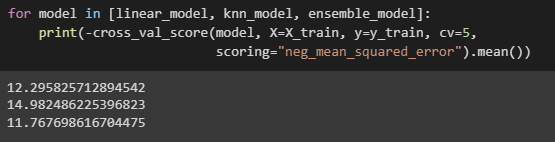 for model in [linear_model, knn_model, ensemble_model]:
print(-cross_val_score(model, X=X_train, y=y_train, cv=5,
scoring="neg_mean_squared_error").mean())
12.295825712894542
14.982486225396823
11.767698616704475